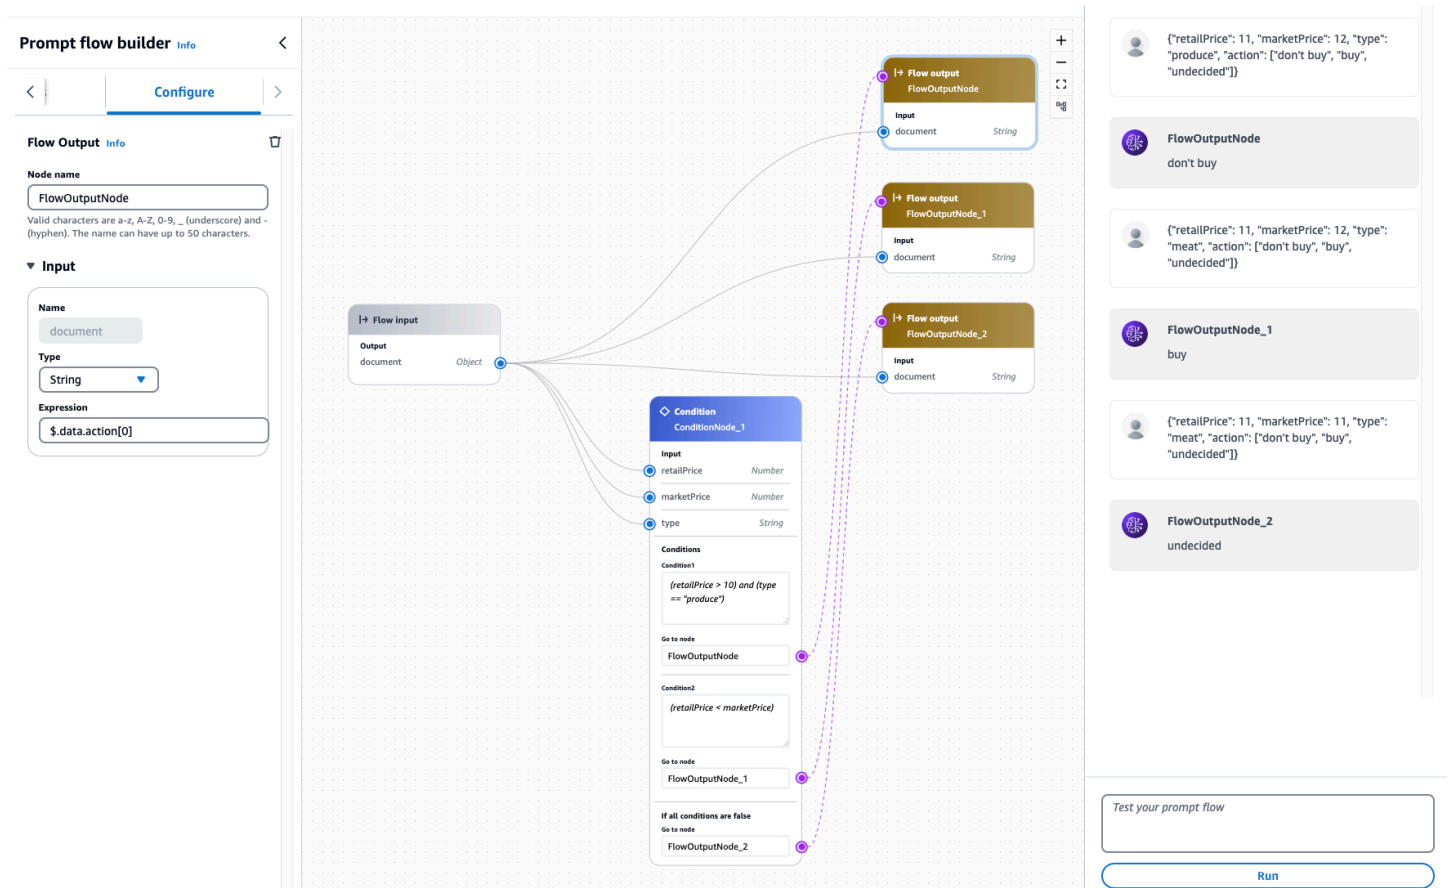 Prompt flow builder Info
Configure
Flow Output Info
Node name
FlowOutputNode
Valid characters are a-z, A-Z, 0-9, _ (underscore) and -
(hyphen). The name can have up to 50 characters.
Input
Name
document
Type
String
Expression
$.data.action[0]
Flow input
Output
document Object
Flow output
FlowOutputNode
Input
document String
Flow output
FlowOutputNode_1
Input
document String
Flow output
FlowOutputNode_2
Input
document String
Condition
ConditionNode_1
Input
retailPrice Number
marketPrice Number
type String
Conditions
Condition1
(retailPrice > 10) and (type
== "produce")
Go to node
FlowOutputNode
Condition2
(retailPrice < marketPrice)
Go to node
FlowOutputNode_1
If all conditions are false
Go to node
FlowOutputNode_2
{"retailPrice": 11, "marketPrice": 12, "type":
"produce", "action": ["don't buy", "buy",
"undecided"]}
FlowOutputNode
don't buy
{"retailPrice": 11, "marketPrice": 12, "type":
"meat", "action": ["don't buy", "buy",
"undecided"]}
FlowOutputNode_1
buy
{"retailPrice": 11, "marketPrice": 11, "type":
"meat", "action": ["don't buy", "buy",
"undecided"]}
FlowOutputNode_2
undecided
Test your prompt flow
Run